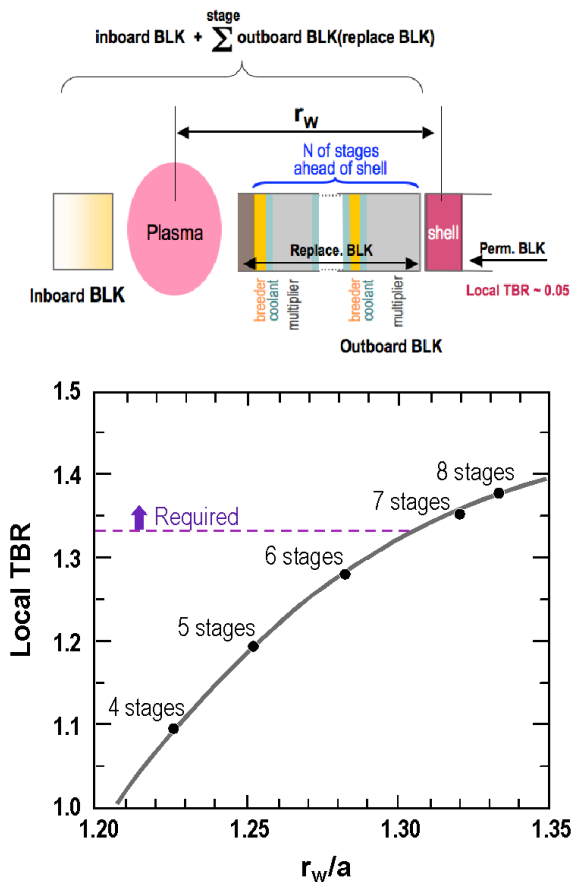 stage
inboard BLK + ∑ outboard BLK(replace BLK)
rW
N of stages
ahead of shell
Plasma
shell
Replace. BLK
Perm. BLK
Inboard BLK
breeder
coolant
multiplier
breeder
coolant
multiplier
Local TBR ~ 0.05
Outboard BLK
1.5
1.4
1.3
1.2
1.1
1.0
Local TBR
8 stages
7 stages
Required
6 stages
5 stages
4 stages
1.20 1.25 1.30 1.35
rW/a